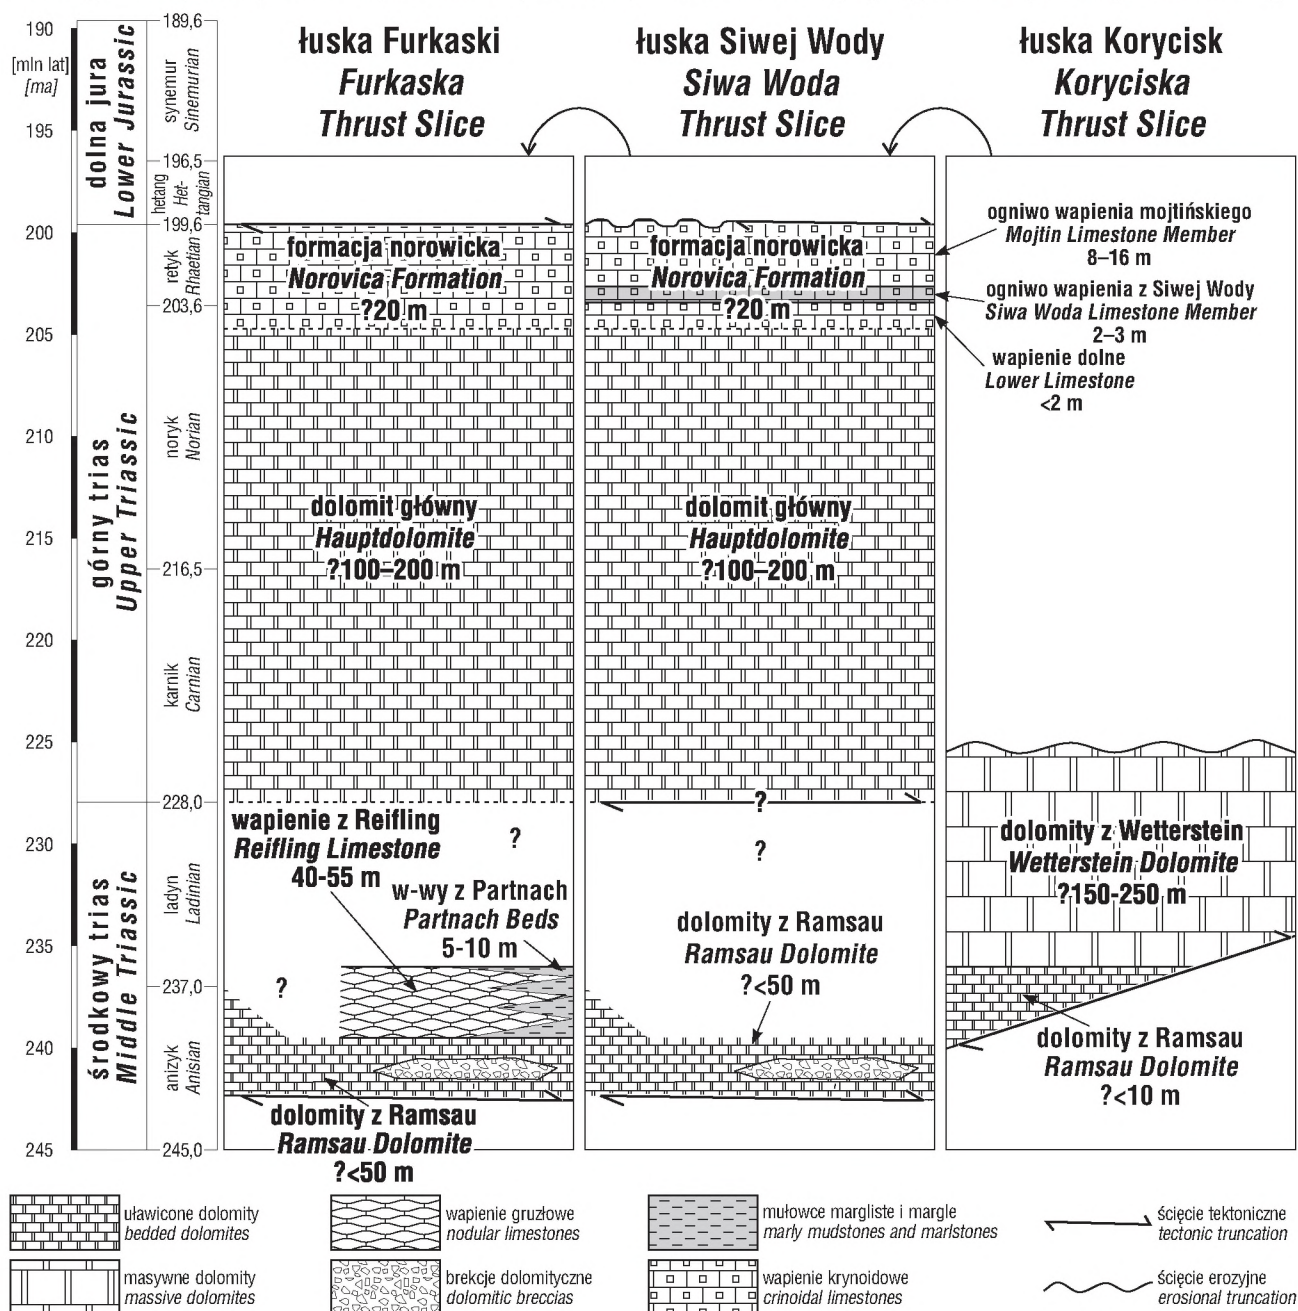 łuska Furkaski
Furkaska
Thrust Slice
łuska Siwej Wody
Siwa Woda
Thrust Slice
łuska Korycisk
Koryciska
Thrust Slice
190
[mln lat]
[ma]
195
200
205
210
215
220
225
230
235
240
245
dolna jura
Lower Jurassic
górny trias
Upper Triassic
środkowy trias
Middle Triassic
189,6
synemur
Sinemurian
196,5
hetang
Het-
tangian
199,6
retyk
Rhaetian
203,6
noryk
Norian
216,5
karnik
Carnian
228,0
ladyn
Ladinian
237,0
anizyk
Anisian
245,0
formacja norowicka
Norovica Formation
?20 m
dolomit główny
Hauptdolomite
?100–200 m
wapienie z Reifling
Reifling Limestone
40-55 m
?
w-wy z Partnach
Partnach Beds
5-10 m
?
dolomity z Ramsau
Ramsau Dolomite
?<50 m
formacja norowicka
Norovica Formation
?20 m
dolomit główny
Hauptdolomite
?100–200 m
?
?
dolomity z Ramsau
Ramsau Dolomite
?<50 m
ogniwo wapienia mojtińskiego
Mojtin Limestone Member
8–16 m
ogniwo wapienia z Siwej Wody
Siwa Woda Limestone Member
2–3 m
wapienie dolne
Lower Limestone
<2 m
dolomity z Wetterstein
Wetterstein Dolomite
?150-250 m
dolomity z Ramsau
Ramsau Dolomite
?<10 m
uławicone dolomity
bedded dolomites
wapienie gruzłowe
nodular limestones
mułowce margliste i margle
marly mudstones and marlstones
ścięcie tektoniczne
tectonic truncation
masywne dolomity
massive dolomites
brekcje dolomityczne
dolomitic breccias
wapienie krynoidowe
crinoidal limestones
ścięcie erozyjne
erosional truncation